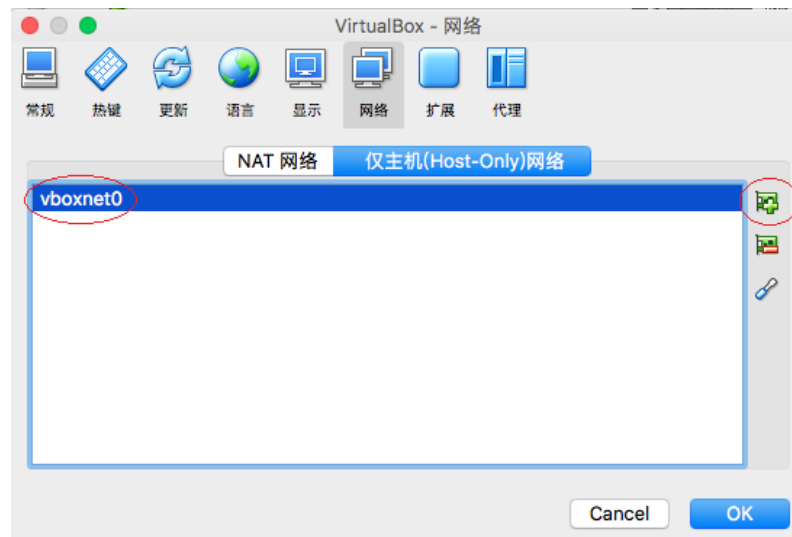 VirtualBox - 网络
常规 热键 更新 语言 显示 网络 扩展 代理
NAT 网络 仅主机(Host-Only)网络
vboxnet0
Cancel OK